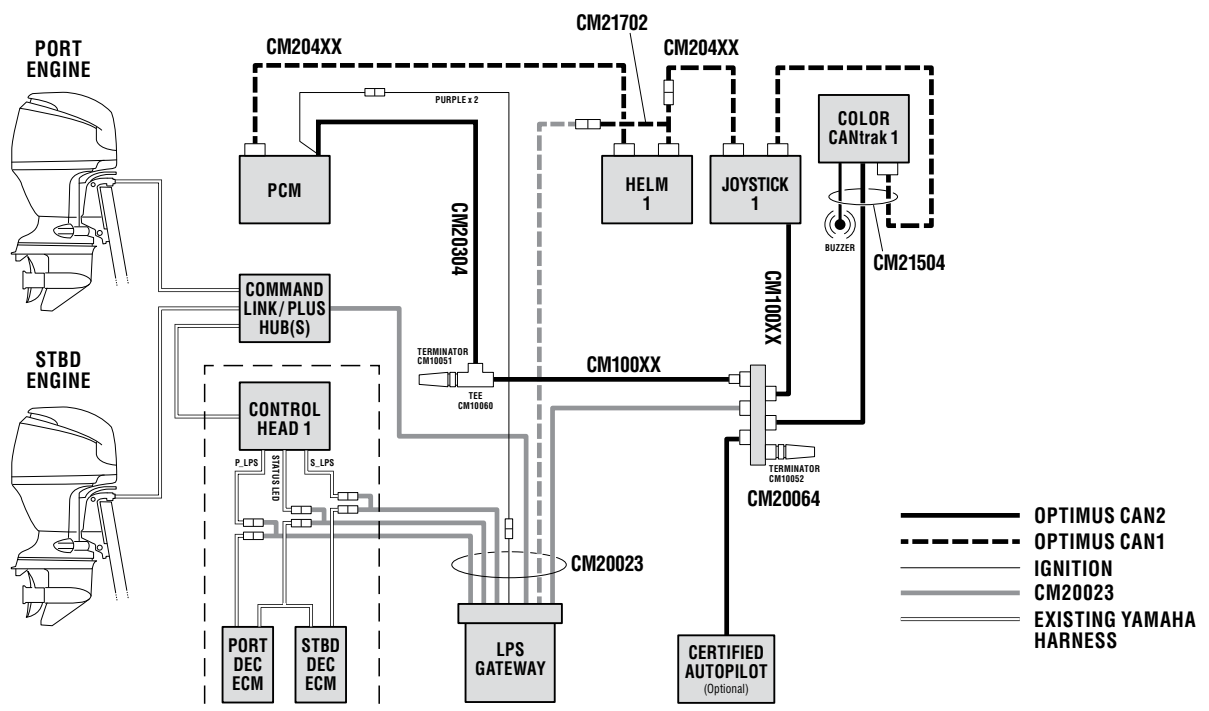 CM21702
PORT
ENGINE
CM204XX
CM204XX
PURPLE x 2
COLOR
CANtrak 1
PCM
HELM
1
JOYSTICK
1
BUZZER
CM21504
CM20304
CM100XX
COMMAND
LINK/PLUS
HUB(S)
STBD
ENGINE
TERMINATOR
CM10051
CM100XX
TEE
CM10060
CONTROL
HEAD 1
P_LPS
STATUS LED
S_LPS
TERMINATOR
CM10052
CM20064
CM20023
OPTIMUS CAN2
OPTIMUS CAN1
IGNITION
CM20023
EXISTING YAMAHA
HARNESS
PORT
DEC
ECM
STBD
DEC
ECM
LPS
GATEWAY
CERTIFIED
AUTOPILOT
(Optional)